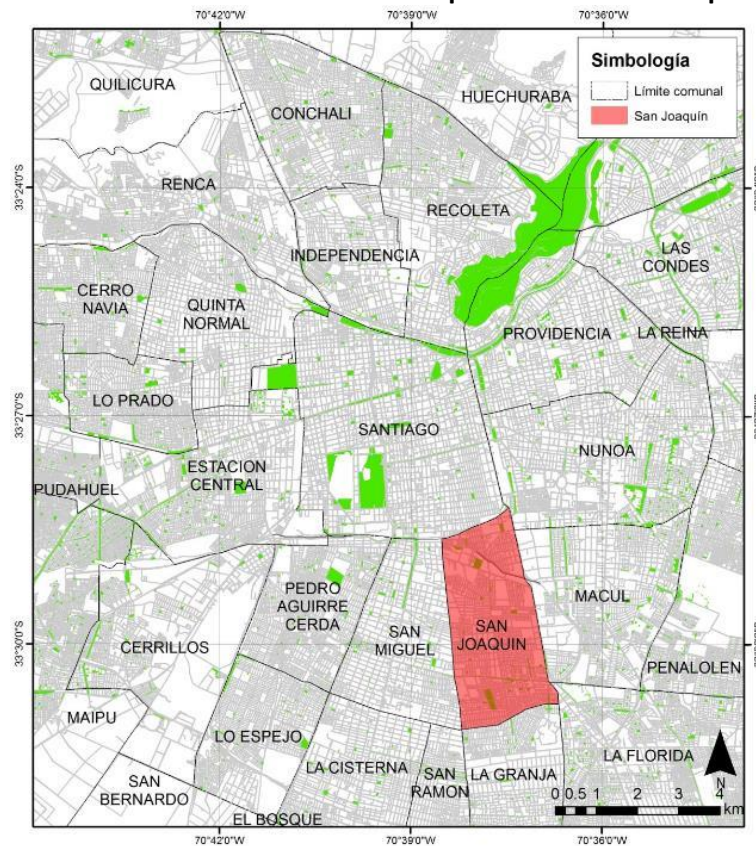 70°42'0"W
70°39'0"W
70°36'0"W
Simbología
Límite comunal
San Joaquín
QUILICURA
CONCHALI
HUECHURABA
33°24'0"S
RENCA
RECOLETA
INDEPENDENCIA
LAS
CONDES
CERRO
NAVIA
QUINTA
NORMAL
PROVIDENCIA
LA REINA
LO PRADO
33°27'0"S
SANTIAGO
NUNOA
ESTACION
CENTRAL
PUDAHUEL
PEDRO
AGUIRRE
CERDA
MACUL
SAN
MIGUEL
SAN
JOAQUIN
33°30'0"S
CERRILLOS
PENALOLEN
MAIPU
LO ESPEJO
LA FLORIDA
LA CISTERNA
SAN
RAMON
LA GRANJA
SAN
BERNARDO
EL BOSQUE
N
0 0.5 1 2 3 4
km
70°42'0"W
70°39'0"W
70°36'0"W